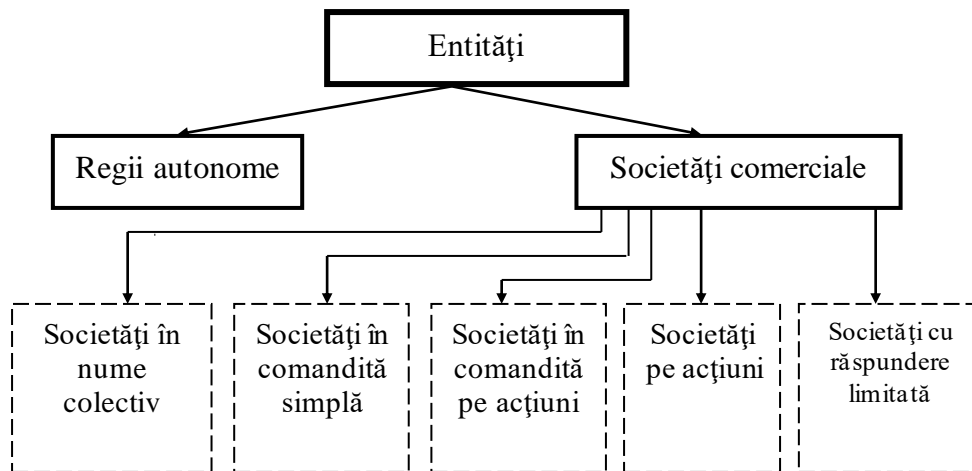 Entităţi
Regii autonome
Societăţi comerciale
Societăţi în
nume
colectiv
Societăţi în
comandită
simplă
Societăţi în
comandită
pe acţiuni
Societăţi
pe acţiuni
Societăţi cu
răspundere
limitată